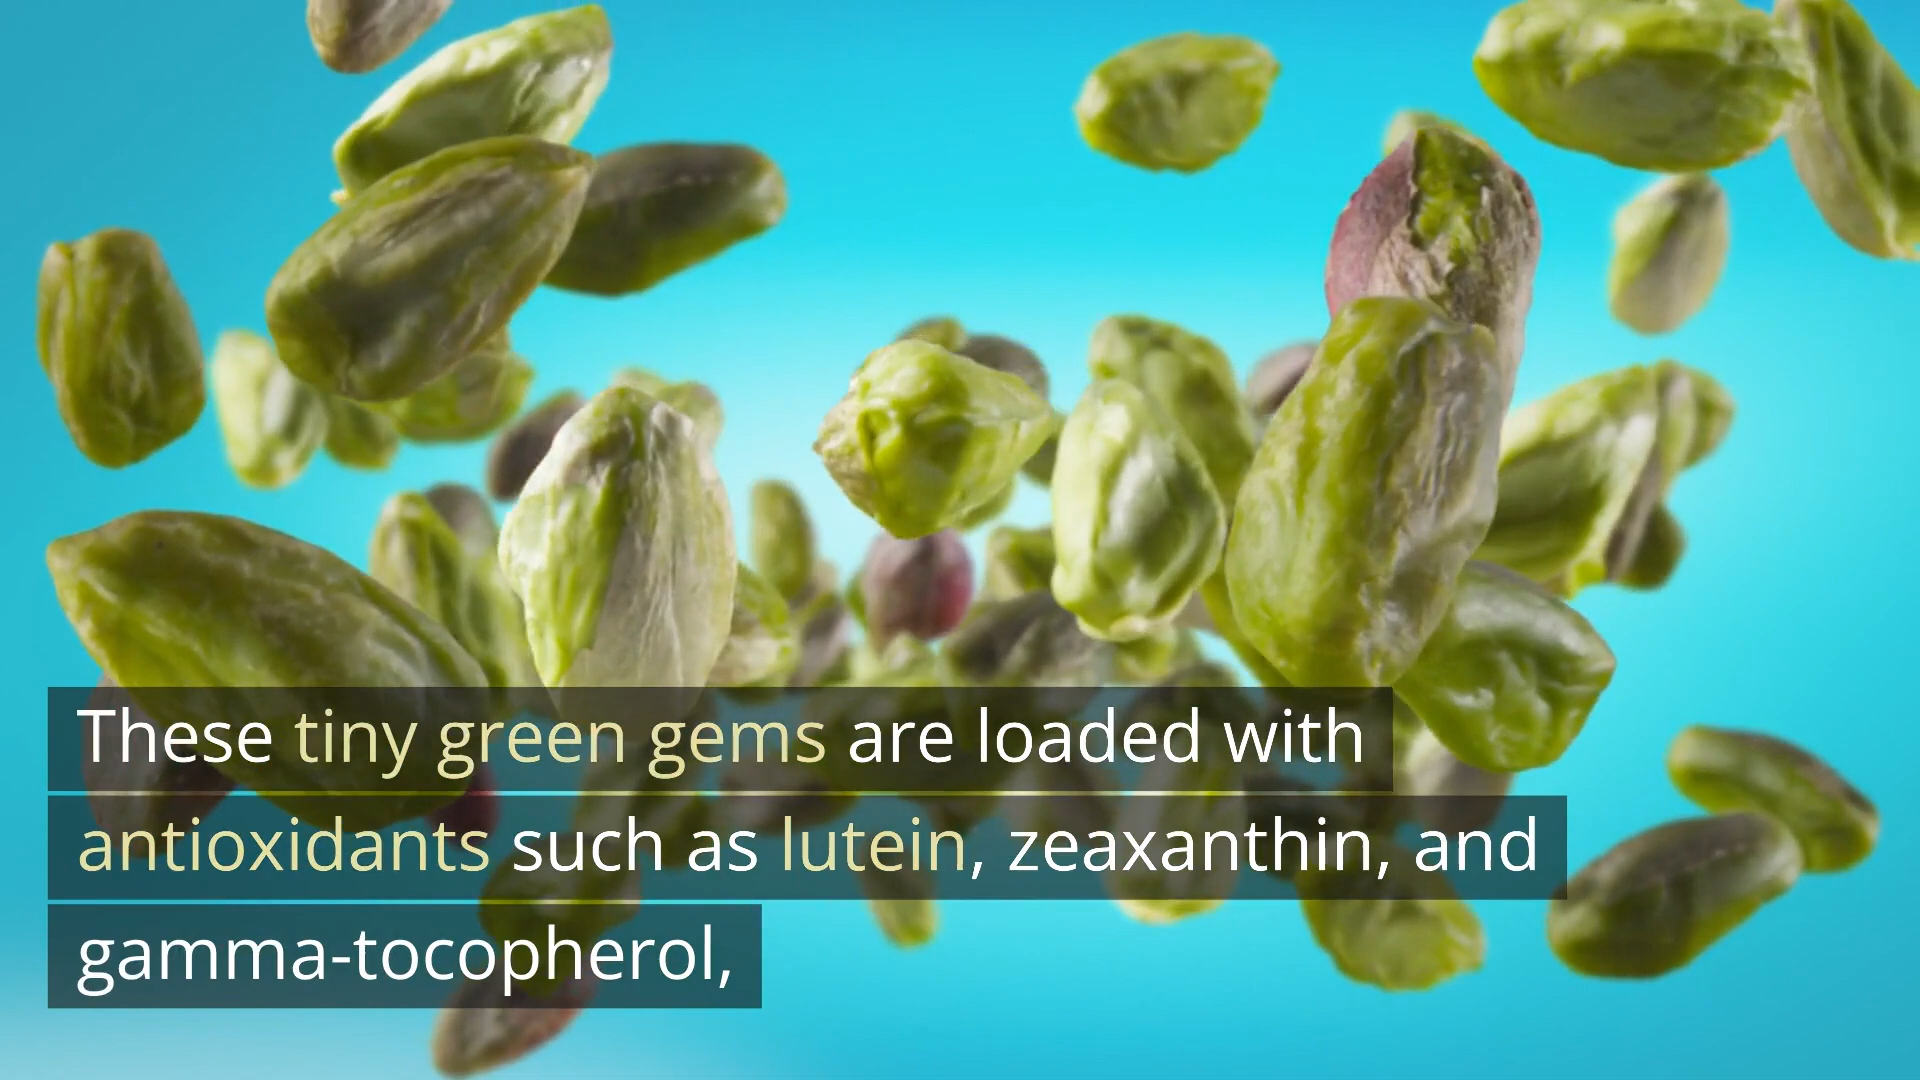 These tiny green gems are loaded with
antioxidants such as lutein, zeaxanthin, and
gamma-tocopherol,